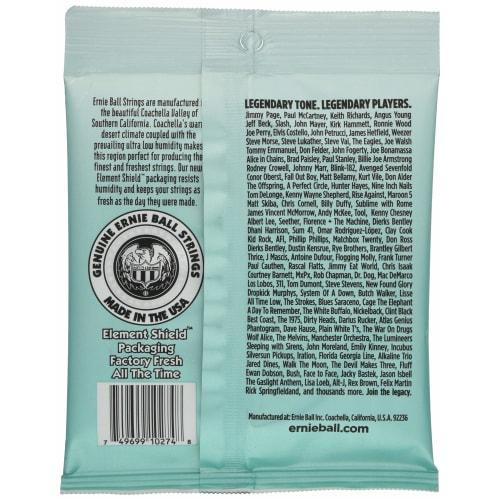 Ernie Ball Strings are manufactured in
the beautiful Coachella Valley of
Southern California. Coachella's warm
desert climate coupled with the
prevailing ultra low humidity makes
this region perfect for producing the
finest and freshest strings. Our new
Element Shield™ packaging resists
humidity and keeps your strings as
fresh as the day they were made.
GENUINE ERNIE BALL STRINGS
MADE IN THE USA
Element Shield™
Packaging
Factory Fresh
All The Time
7 49699 10274 8
LEGENDARY TONE. LEGENDARY PLAYERS.
Jimmy Page, Paul McCartney, Keith Richards, Angus Young
Jeff Beck, Slash, John Mayer, Kirk Hammett, Ronnie Wood
Joe Perry, Elvis Costello, John Petrucci, James Hetfield, Weezer
Steve Morse, Steve Lukather, Steve Vai, The Eagles, Joe Walsh
Tommy Emmanuel, Don Felder, John Fogerty, Joe Bonamassa
Alice in Chains, Brad Paisley, Paul Stanley, Billie Joe Armstrong
Rodney Crowell, Johnny Marr, Blink-182, Avenged Sevenfold
Conor Oberst, Fall Out Boy, Matt Bellamy, Kurt Vile, Don Alder
The Offspring, A Perfect Circle, Hunter Hayes, Nine Inch Nails
Tom DeLonge, Kenny Wayne Shepherd, Rise Against, Maroon 5
Matt Skiba, Chris Cornell, Billy Duffy, Sublime with Rome
James Vincent McMorrow, Andy McKee, Tool, Kenny Chesney
Albert Lee, Seether, Florence + The Machine, Dierks Bentley
Dhani Harrison, Sum 41, Omar Rodríguez-López, Clay Cook
Kid Rock, AFI, Phillip Phillips, Matchbox Twenty, Don Ross
Dierks Bentley, Dustin Kensrue, Rye Brothers, Brantley Gilbert
Thrice, J Mascis, Antoine Dufour, Flogging Molly, Frank Turner
Paul Cauthen, Rascal Flatts, Jimmy Eat World, Chris Isaak
Courtney Barnett, MxPx, Rob Chapman, Dr. Dog, Mac DeMarco
Los Lobos, 311, Tom Dumont, Steve Stevens, New Found Glory
Dropkick Murphys, System Of A Down, Butch Walker, Lisse
All Time Low, The Strokes, Blues Saraceno, Cage The Elephant
A Day To Remember, The White Buffalo, Nickelback, Clint Black
Best Coast, The 1975, Dirty Heads, Darius Rucker, Atlas Genius
Phantogram, Dave Hause, Plain White T's, The War On Drugs
Wolf Alice, The Melvins, Manchester Orchestra, The Lumineers
Sleeping with Sirens, John Moreland, Emily Kinney, Incubus
Silversun Pickups, Iration, Florida Georgia Line, Alkaline Trio
Jared Dines, Walk The Moon, The Devil Makes Three, Fluff
Ewan Dobson, Bush, Face to Face, Jacky Bastek, Jason Isbell
The Gaslight Anthem, Lisa Loeb, Alt-J, Rex Brown, Felix Martin
Rick Springfieldand, and thousands more. Join the legacy.
Manufactured at: Ernie Ball Inc. Coachella, California, U.S.A. 92236
ernieball.com